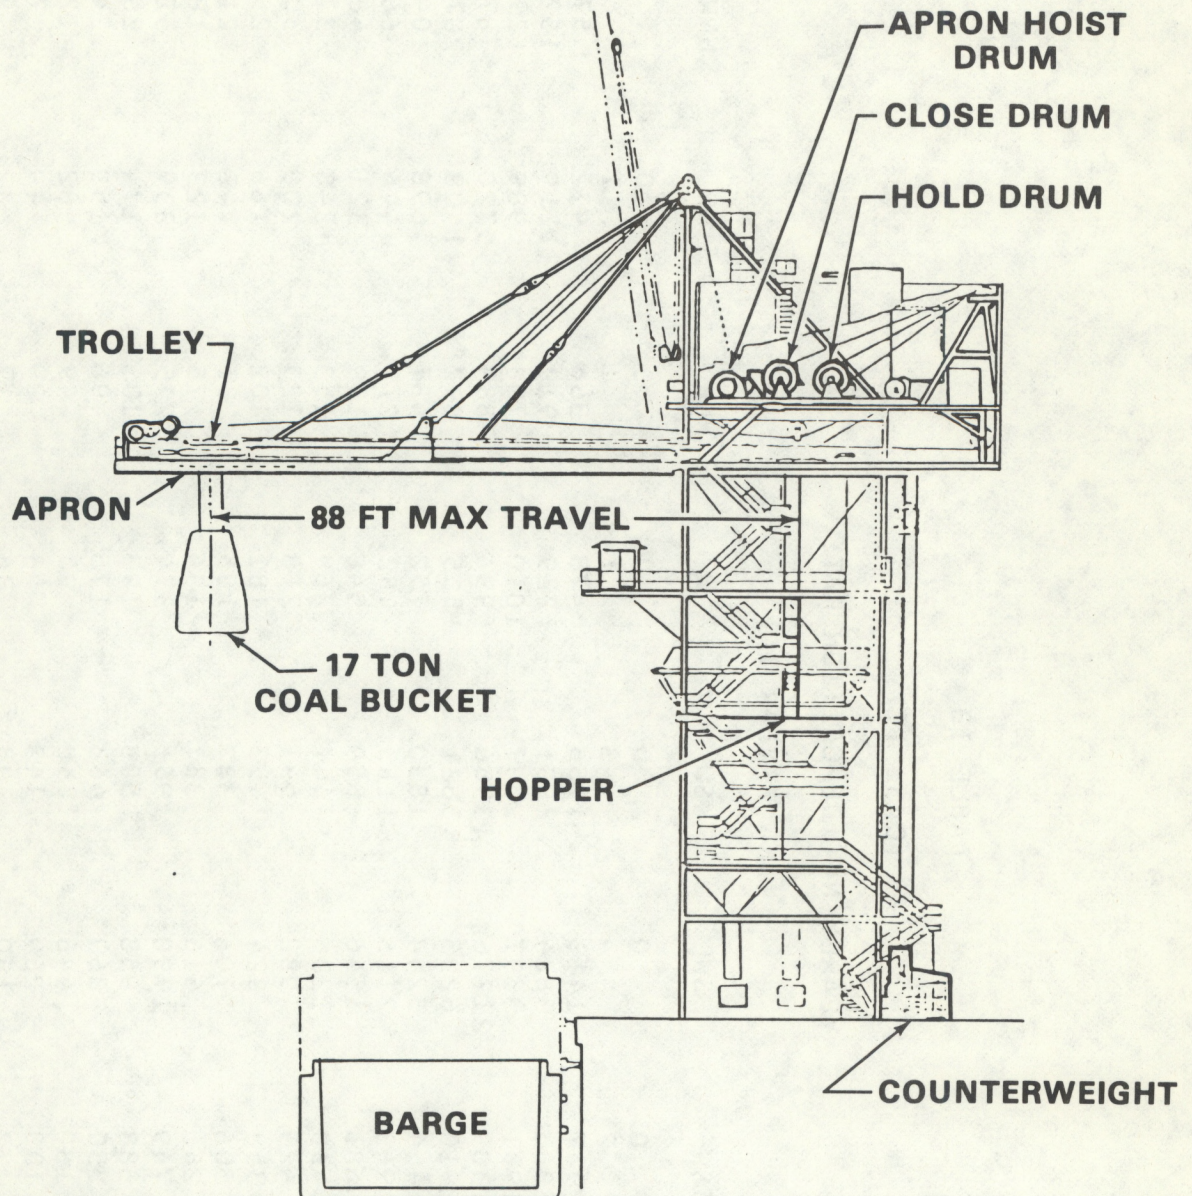 APRON HOIST
DRUM
CLOSE DRUM
HOLD DRUM
TROLLEY
APRON
88 FT MAX TRAVEL
17 TON
COAL BUCKET
HOPPER
COUNTERWEIGHT
BARGE